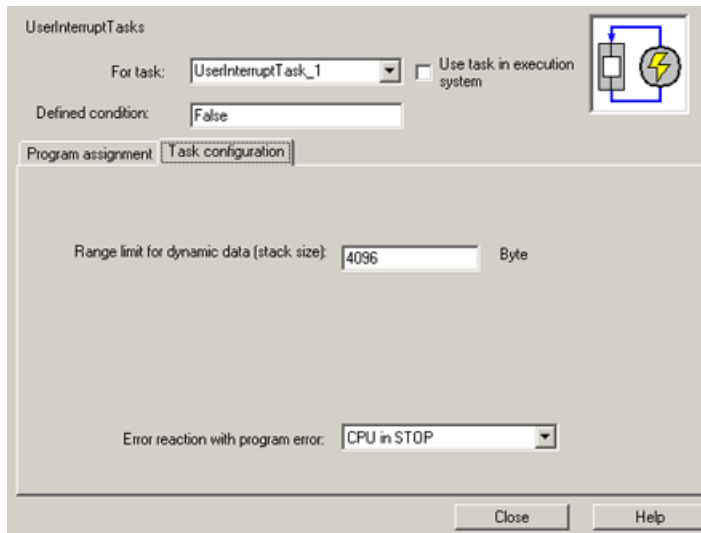 UserInterruptTasks
For task: UserInterruptTask_1 Use task in execution
system
Defined condition: False
Program assignment Task configuration
Range limit for dynamic data (stack size): 4096 Byte
Error reaction with program error: CPU in STOP
Close Help